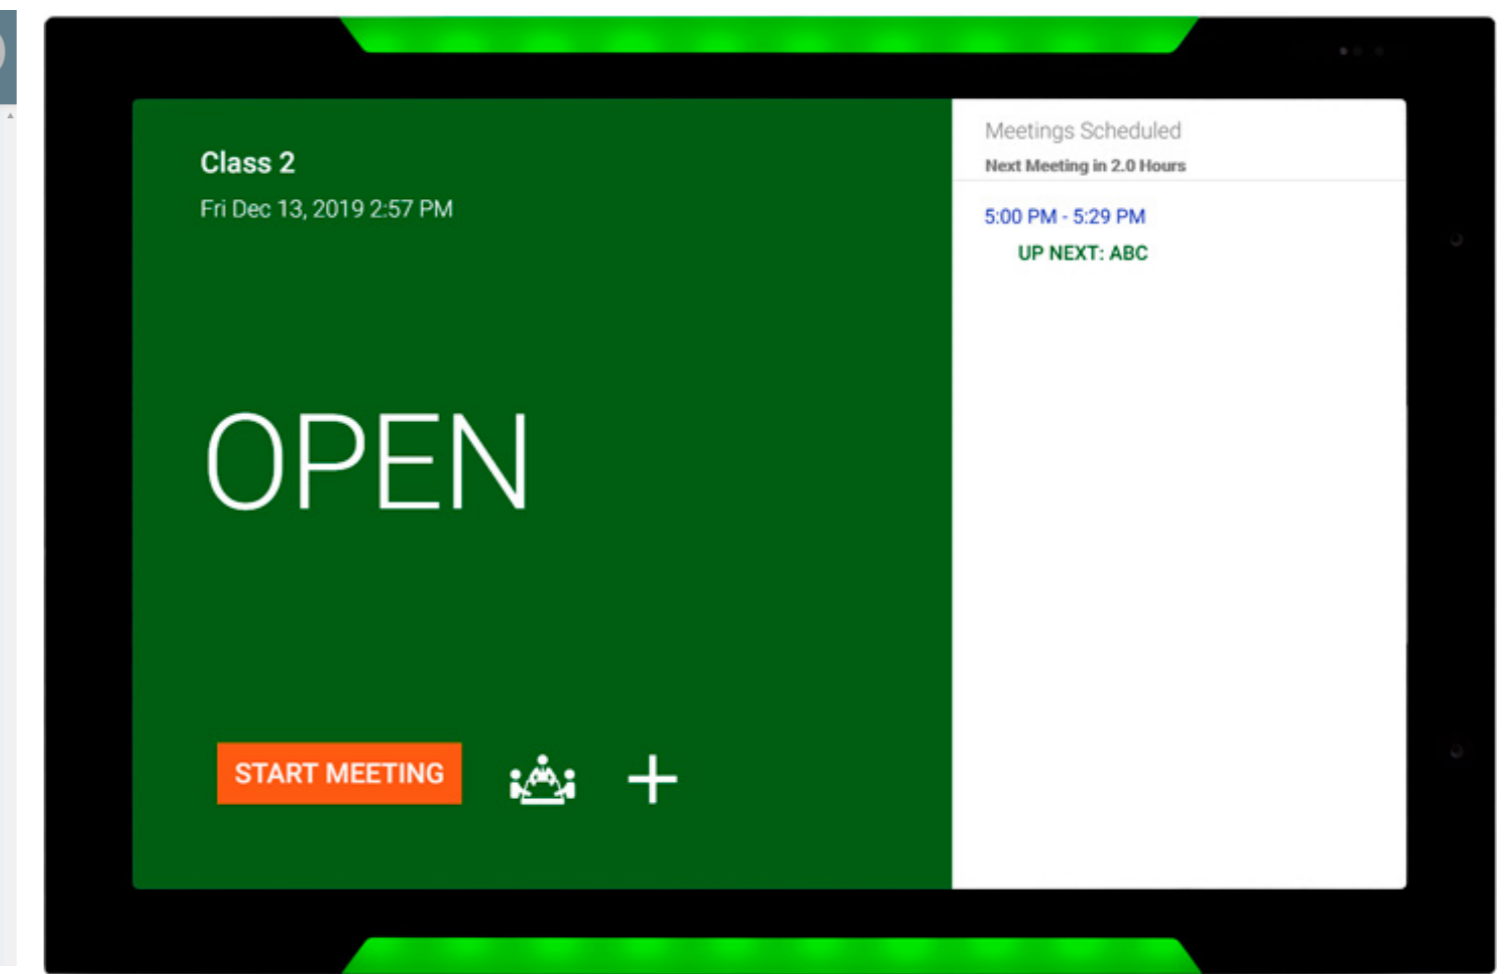 Class 2
Fri Dec 13, 2019 2:57 PM
OPEN
START MEETING
Meetings Scheduled
Next Meeting in 2.0 Hours
5:00 PM - 5:29 PM
UP NEXT: ABC